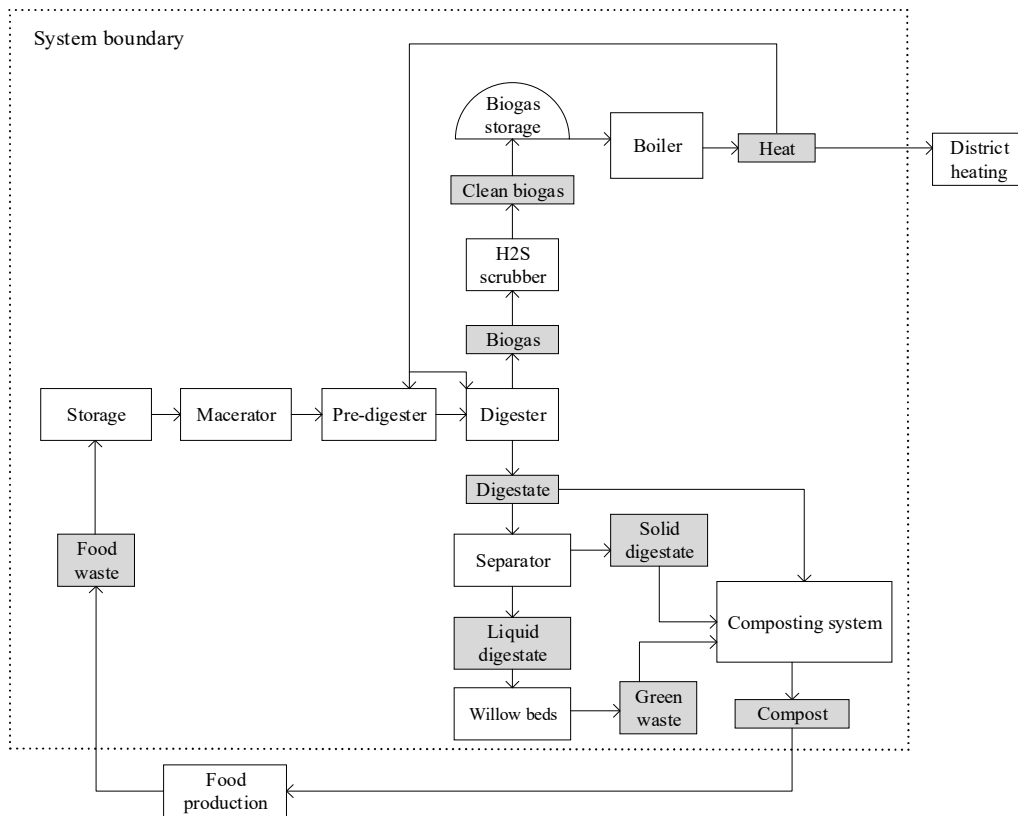 System boundary
Biogas
storage
Boiler
Heat
District
heating
Clean biogas
H2S
scrubber
Biogas
Storage
Macerator
Pre-digester
Digester
Digestate
Food
waste
Separator
Solid
digestate
Composting system
Liquid
digestate
Willow beds
Green
waste
Compost
Food
production